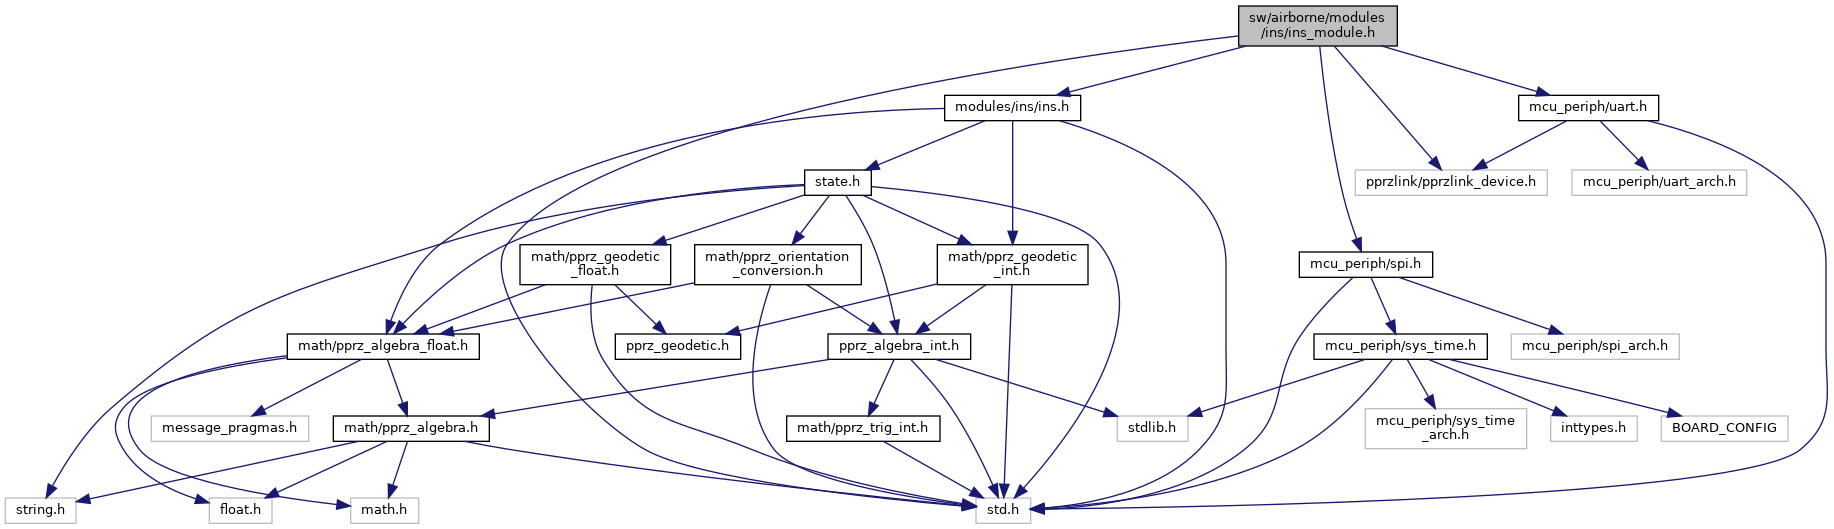 sw/airborne/modules
/ins/ins_module.h
modules/ins/ins.h
mcu_periph/uart.h
state.h
pprzlink/pprzlink_device.h
mcu_periph/uart_arch.h
math/pprz_geodetic
_float.h
math/pprz_orientation
_conversion.h
math/pprz_geodetic
_int.h
mcu_periph/spi.h
math/pprz_algebra_float.h
pprz_geodetic.h
pprz_algebra_int.h
mcu_periph/sys_time.h
mcu_periph/spi_arch.h
message_pragmas.h
math/pprz_algebra.h
math/pprz_trig_int.h
stdlib.h
mcu_periph/sys_time
_arch.h
inttypes.h
BOARD_CONFIG
string.h
float.h
math.h
std.h